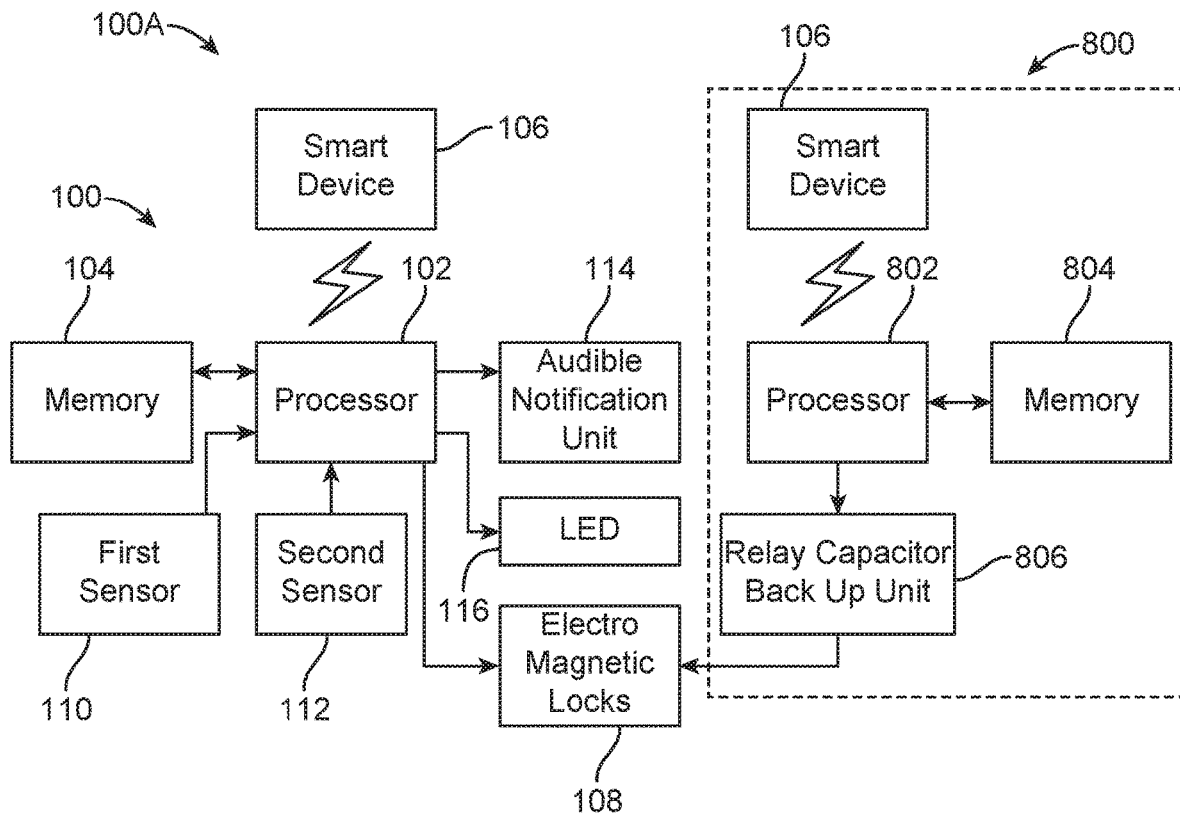 100A
106
800
Smart
Device
106
Smart
Device
100
104
102
114
802
804
Memory
Processor
Audible
Notification
Unit
Processor
Memory
First
Sensor
Second
Sensor
LED
116
Relay Capacitor
Back Up Unit
806
Electro
Magnetic
Locks
110
112
108